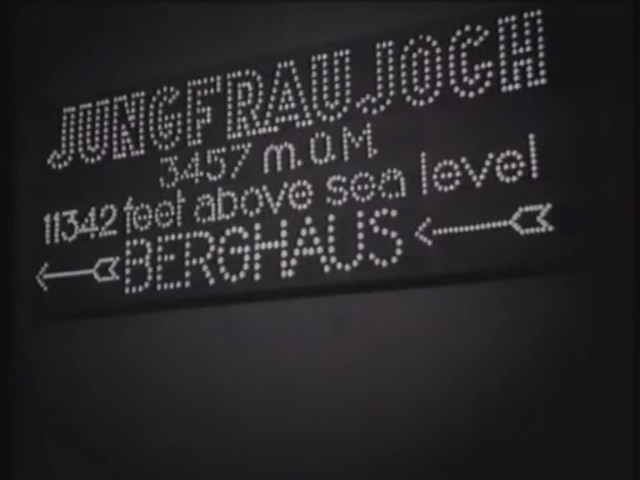 JUNGFRAUJOCH
3457 m.ü.M
11342 feet above sea level
BERGHAUS